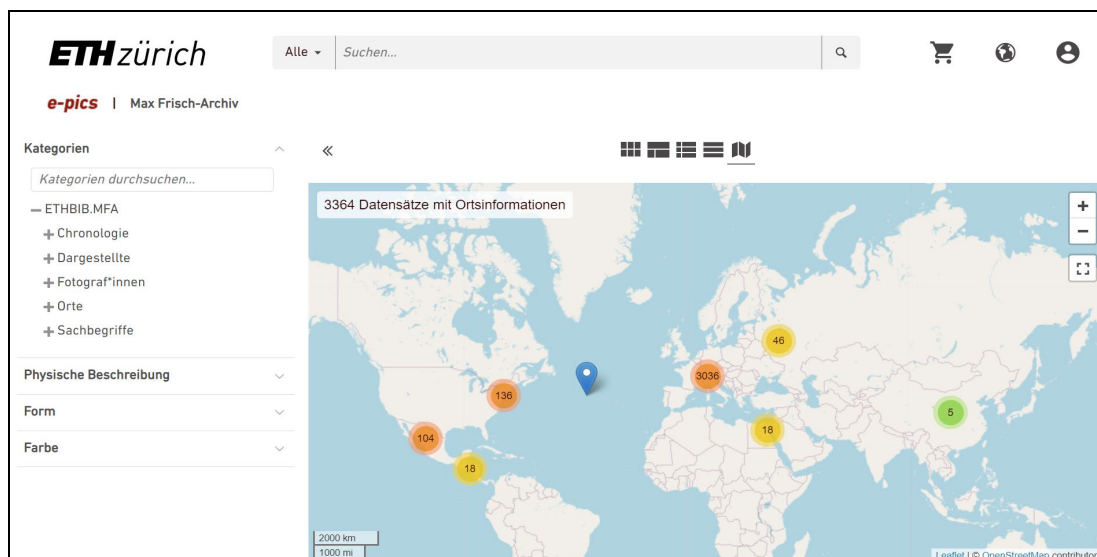 ETH zürich
Alle
Suchen...
e-pics | Max Frisch-Archiv
Kategorien
Kategorien durchsuchen...
ETHBIB.MFA
Chronologie
Dargestellte
Fotograf*innen
Orte
Sachbegriffe
Physische Beschreibung
Form
Farbe
3364 Datensätze mit Ortsinformationen
+
−
46
3036
136
5
18
104
18
2000 km
1000 mi
Leaflet | © OpenStreetMap contributor